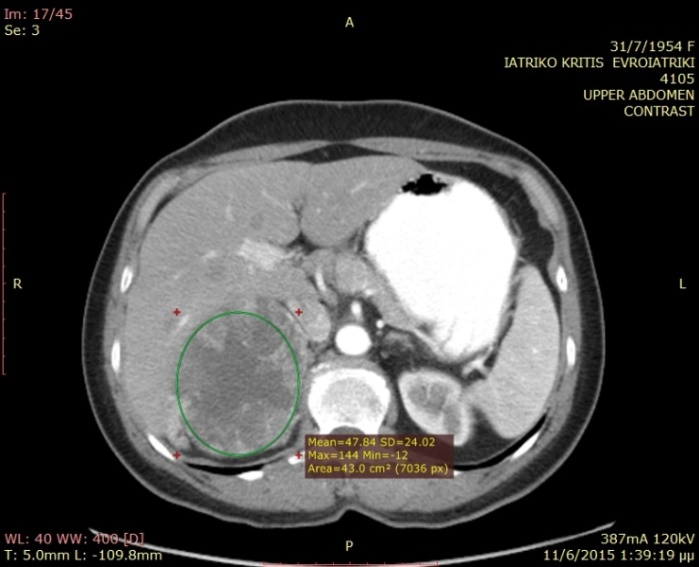 Im: 17/45
Se: 3
A
31/7/1954 F
IATRIKO KRITIS EVROIATRIKI
4105
UPPER ABDOMEN
CONTRAST
R
L
Mean=47.84 SD=24.02
Max=144 Min=-12
Area=43.0 cm² (7036 px)
WL: 40 WW: 400 [D]
T: 5.0mm L: -109.8mm
P
387mA 120kV
11/6/2015 1:39:19 μμ